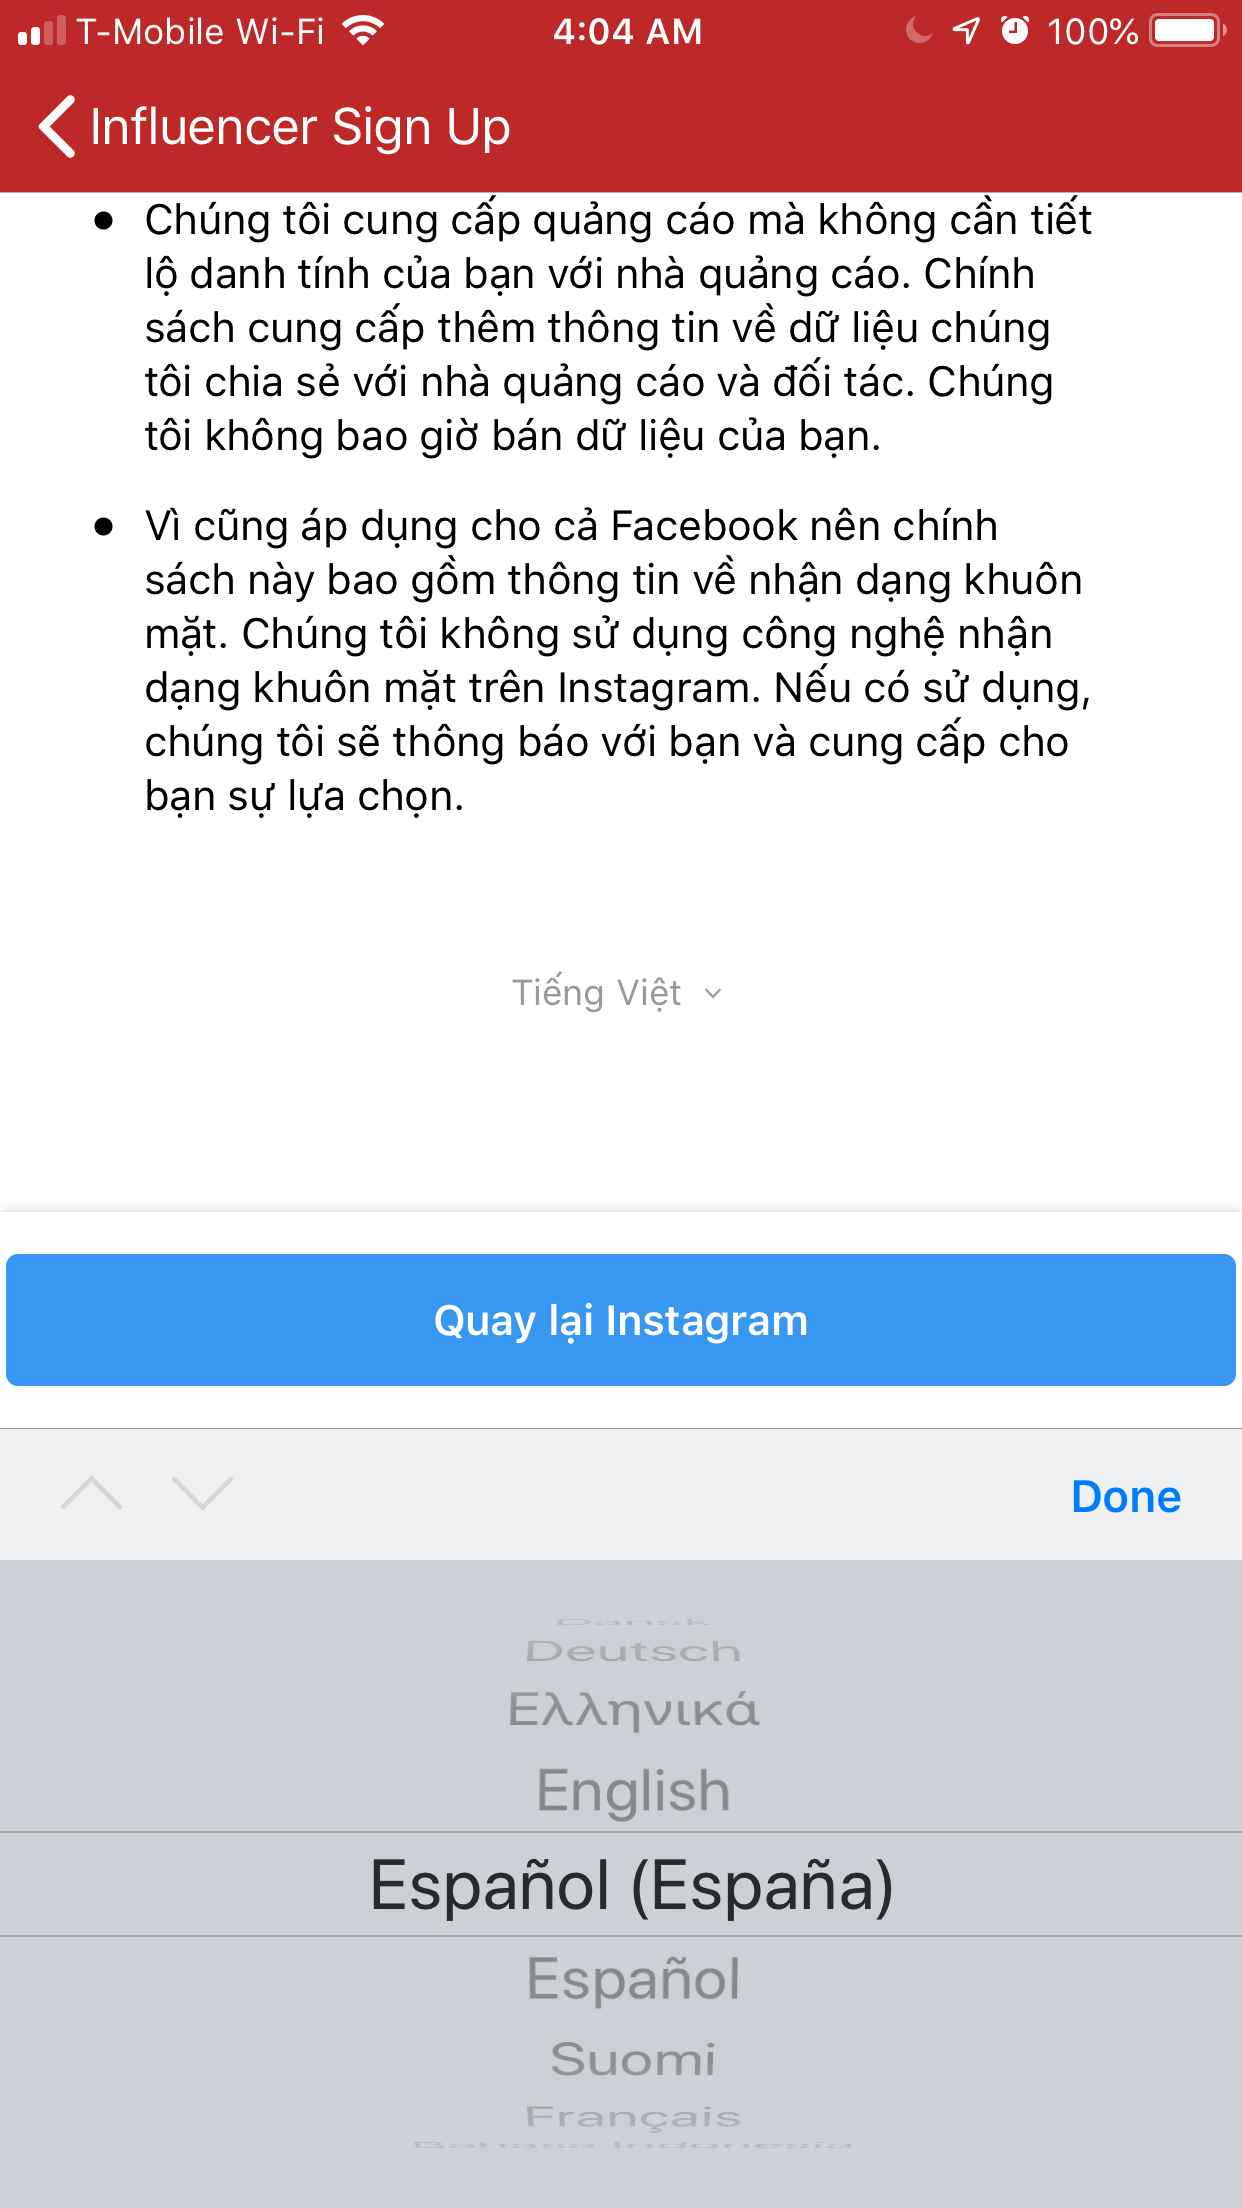 T-Mobile Wi-Fi 4:04 AM 100%
Influencer Sign Up
• Chúng tôi cung cấp quảng cáo mà không cần tiết
lộ danh tính của bạn với nhà quảng cáo. Chính
sách cung cấp thêm thông tin về dữ liệu chúng
tôi chia sẻ với nhà quảng cáo và đối tác. Chúng
tôi không bao giờ bán dữ liệu của bạn.
• Vì cũng áp dụng cho cả Facebook nên chính
sách này bao gồm thông tin về nhận dạng khuôn
mặt. Chúng tôi không sử dụng công nghệ nhận
dạng khuôn mặt trên Instagram. Nếu có sử dụng,
chúng tôi sẽ thông báo với bạn và cung cấp cho
bạn sự lựa chọn.
Tiếng Việt
Quay lại Instagram
Done
Dansk
Deutsch
Ελληνικά
English
Español (España)
Español
Suomi
Français
Bahasa Indonesia